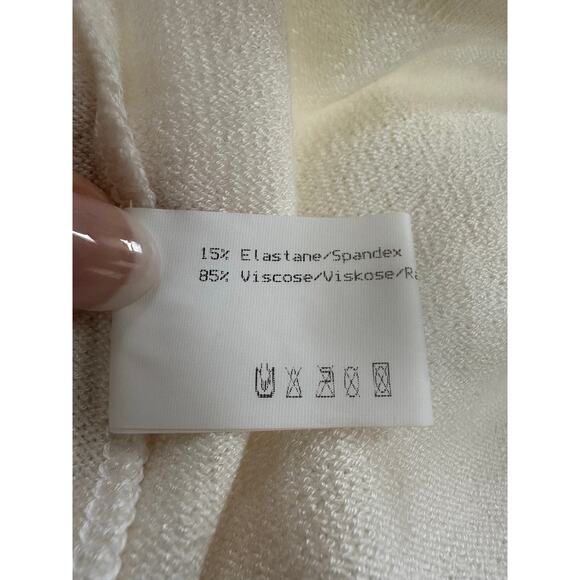 15% Elastane/Spandex
85% Viscose/Viskose/Ra